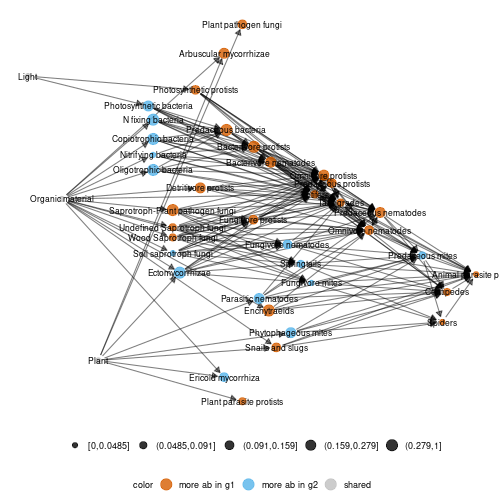 Plant pathogen fungi
Arbuscular mycorrhizae
Light
Photosynthetic protists
Photosynthetic bacteria
N fixing bacteria
Predaceous bacteria
Copiotrophic bacteria
Bacterivore protists
Nitrifying bacteria
Bacterivore nematodes
Oligotrophic bacteria
protists
protists
Detritivore protists
Organic material
Saprotroph-Plant pathogen fungi
Predaceous nematodes
protists
Undefined Saprotroph fungi
Omnivore nematodes
Wood Saprotroph fungi
Fungivore nematodes
Soil saprotroph fungi
Predaceous mites
Springtails
Ectomycorrhizae
Animal parasite p
Fungivore mites
Parasitic nematodes
Enchytraeids
Spiders
Phytophageous mites
Snails and slugs
Plant
Ericoid mycorrhiza
Plant parasite protists
[0,0.0485] (0.0485,0.091] (0.091,0.159] (0.159,0.279] (0.279,1]
color more ab in g1 more ab in g2 shared